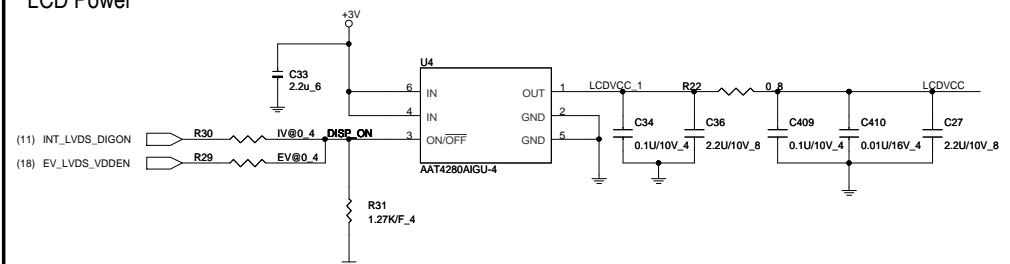 LCD Power
+3V
C33
2.2u_6
U4
6 IN
4 IN
3 ON/OFF
OUT 1
GND 2
GND 5
AAT4280AIGU-4
(11) INT_LVDS_DIGON
R30
IV@0_4
DISP_ON
(18) EV_LVDS_VDDEN
R29
EV@0_4
R31
1.27K/F_4
LCDVCC_1
R22
0_8
LCDVCC
C34
0.1U/10V_4
C36
2.2U/10V_8
C409
0.1U/10V_4
C410
0.01U/16V_4
C27
2.2U/10V_8